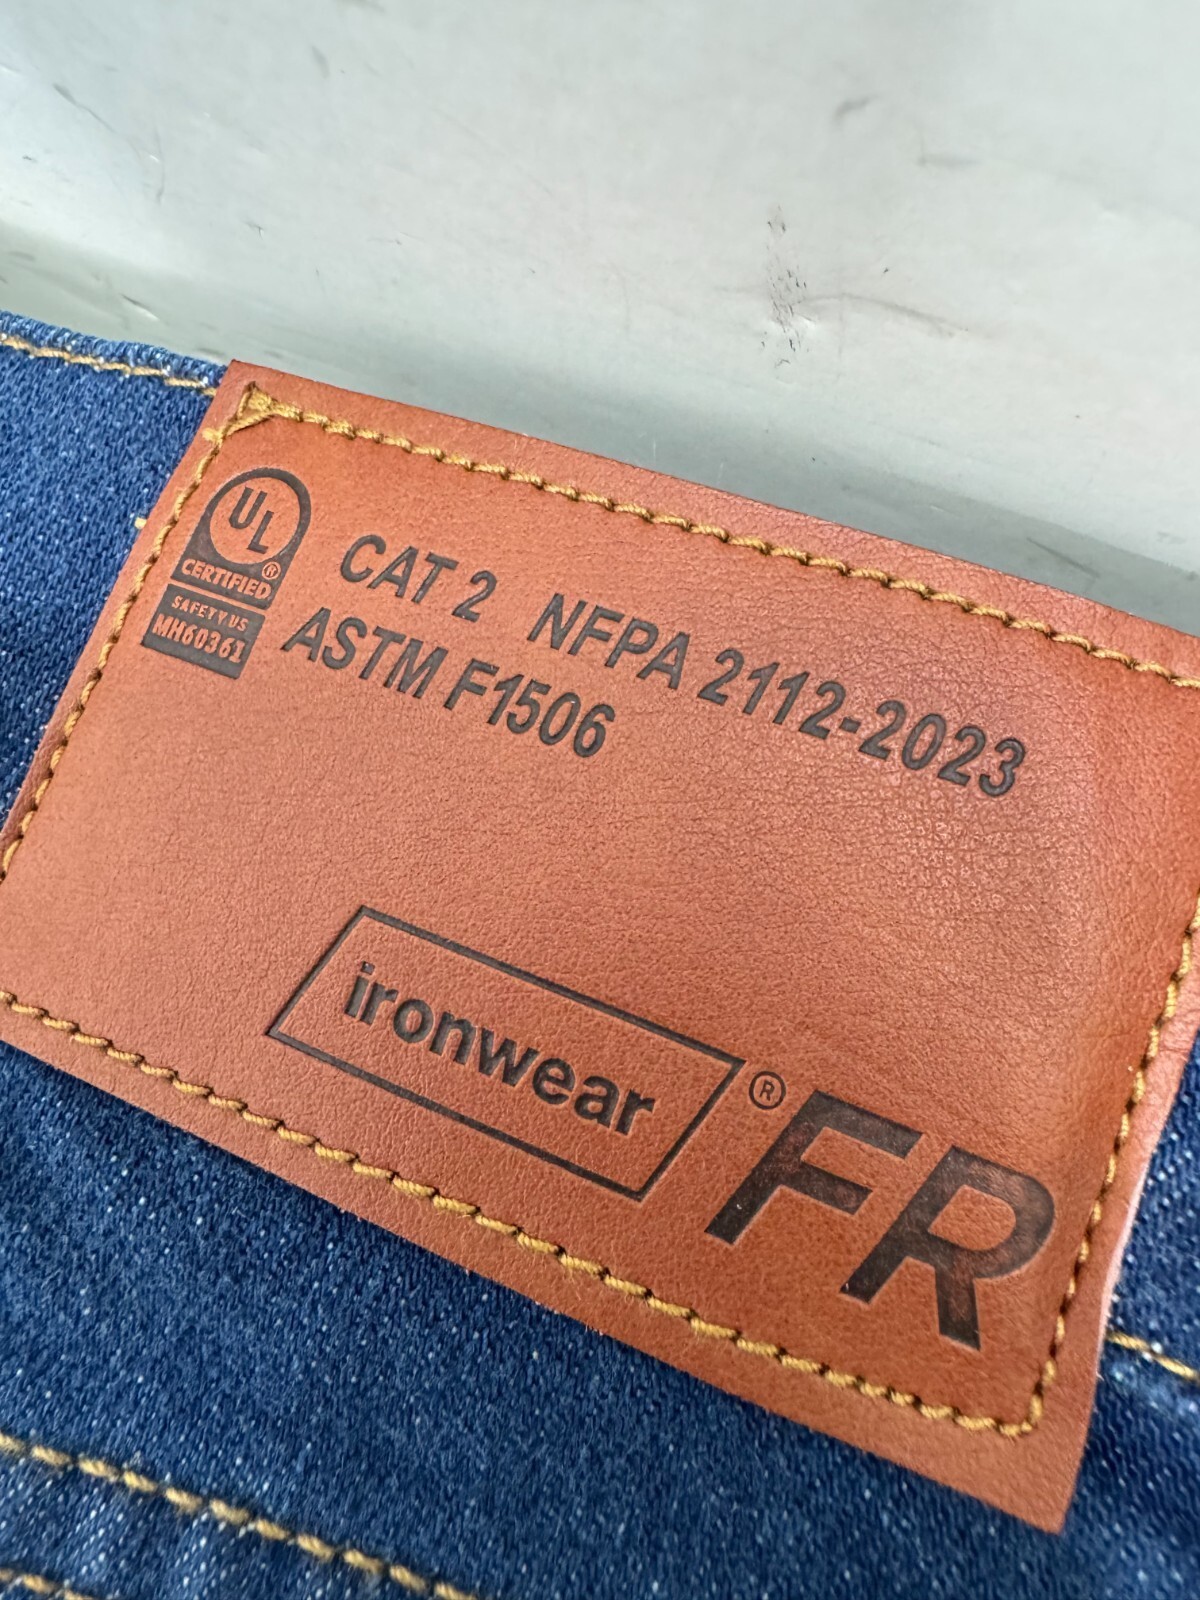 UL ®
CERTIFIED
SAFETY US
MH60361
CAT 2 NFPA 2112-2023
ASTM F1506
ironwear ®
FR